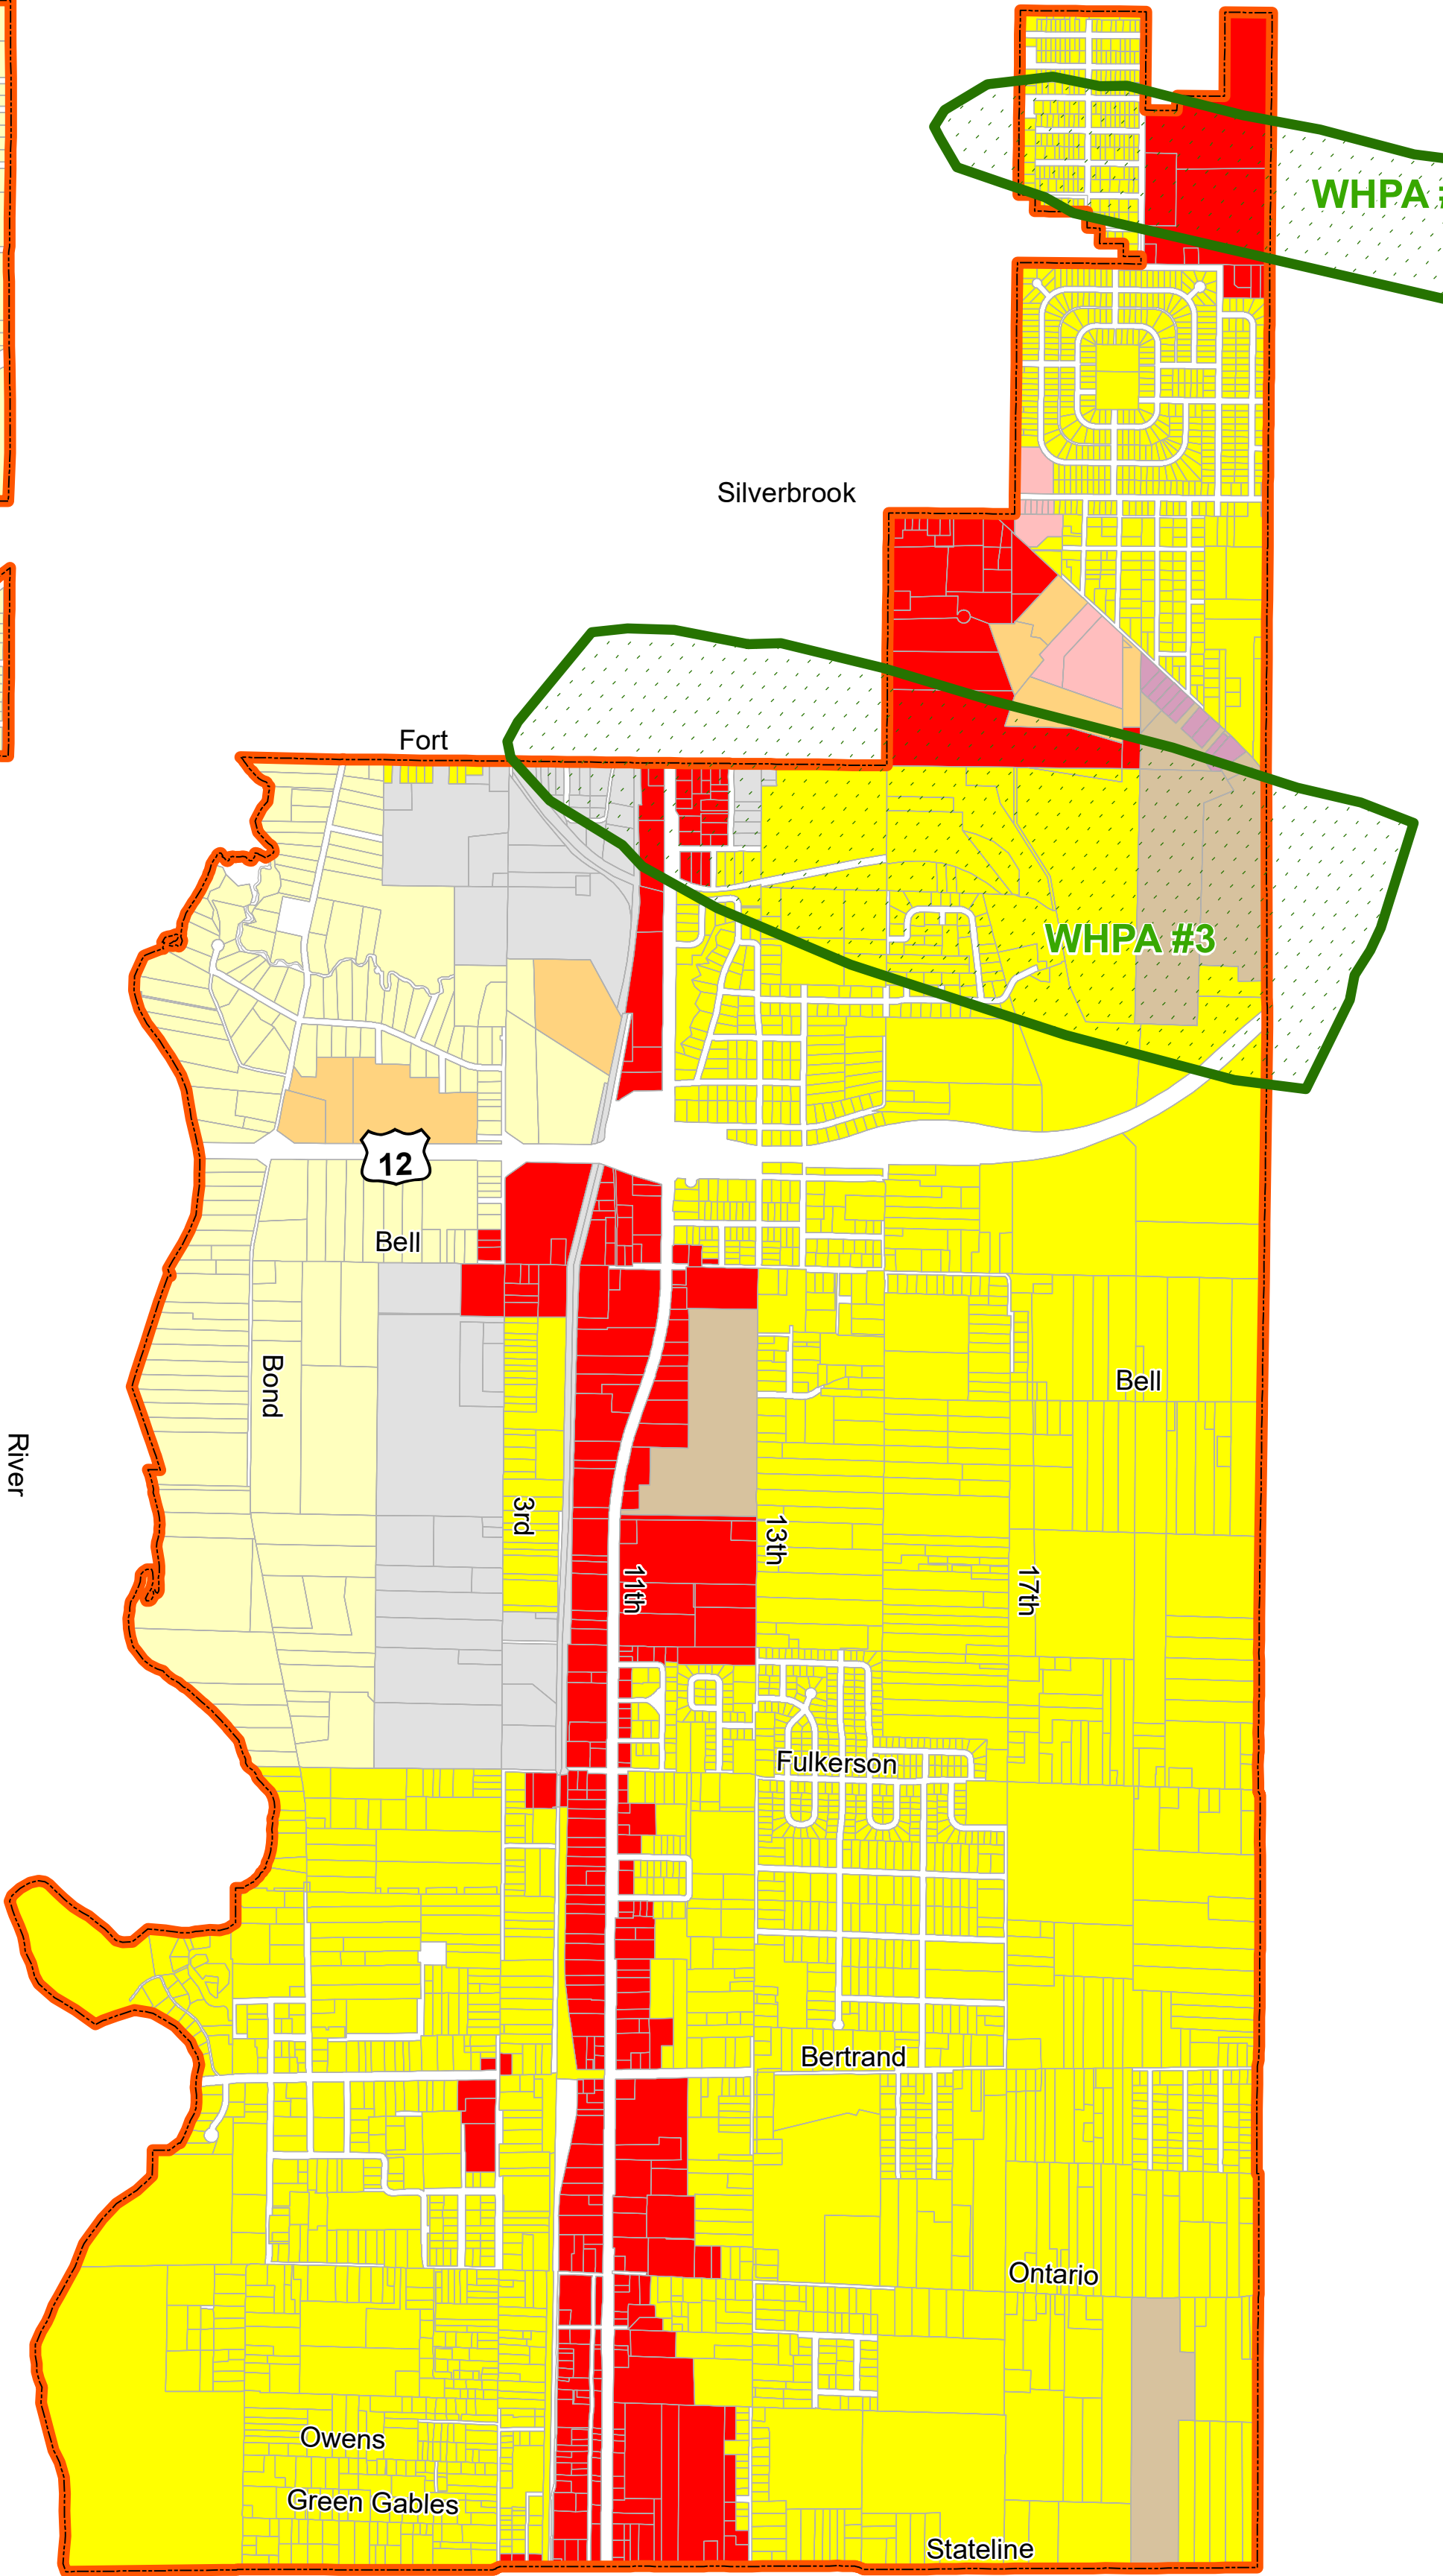 WHPA #
Silverbrook
Fort
WHPA #3
12
Bell
Bond
Bell
River
3rd
13th
11th
17th
Fulkerson
Bertrand
Ontario
Owens
Green Gables
Stateline